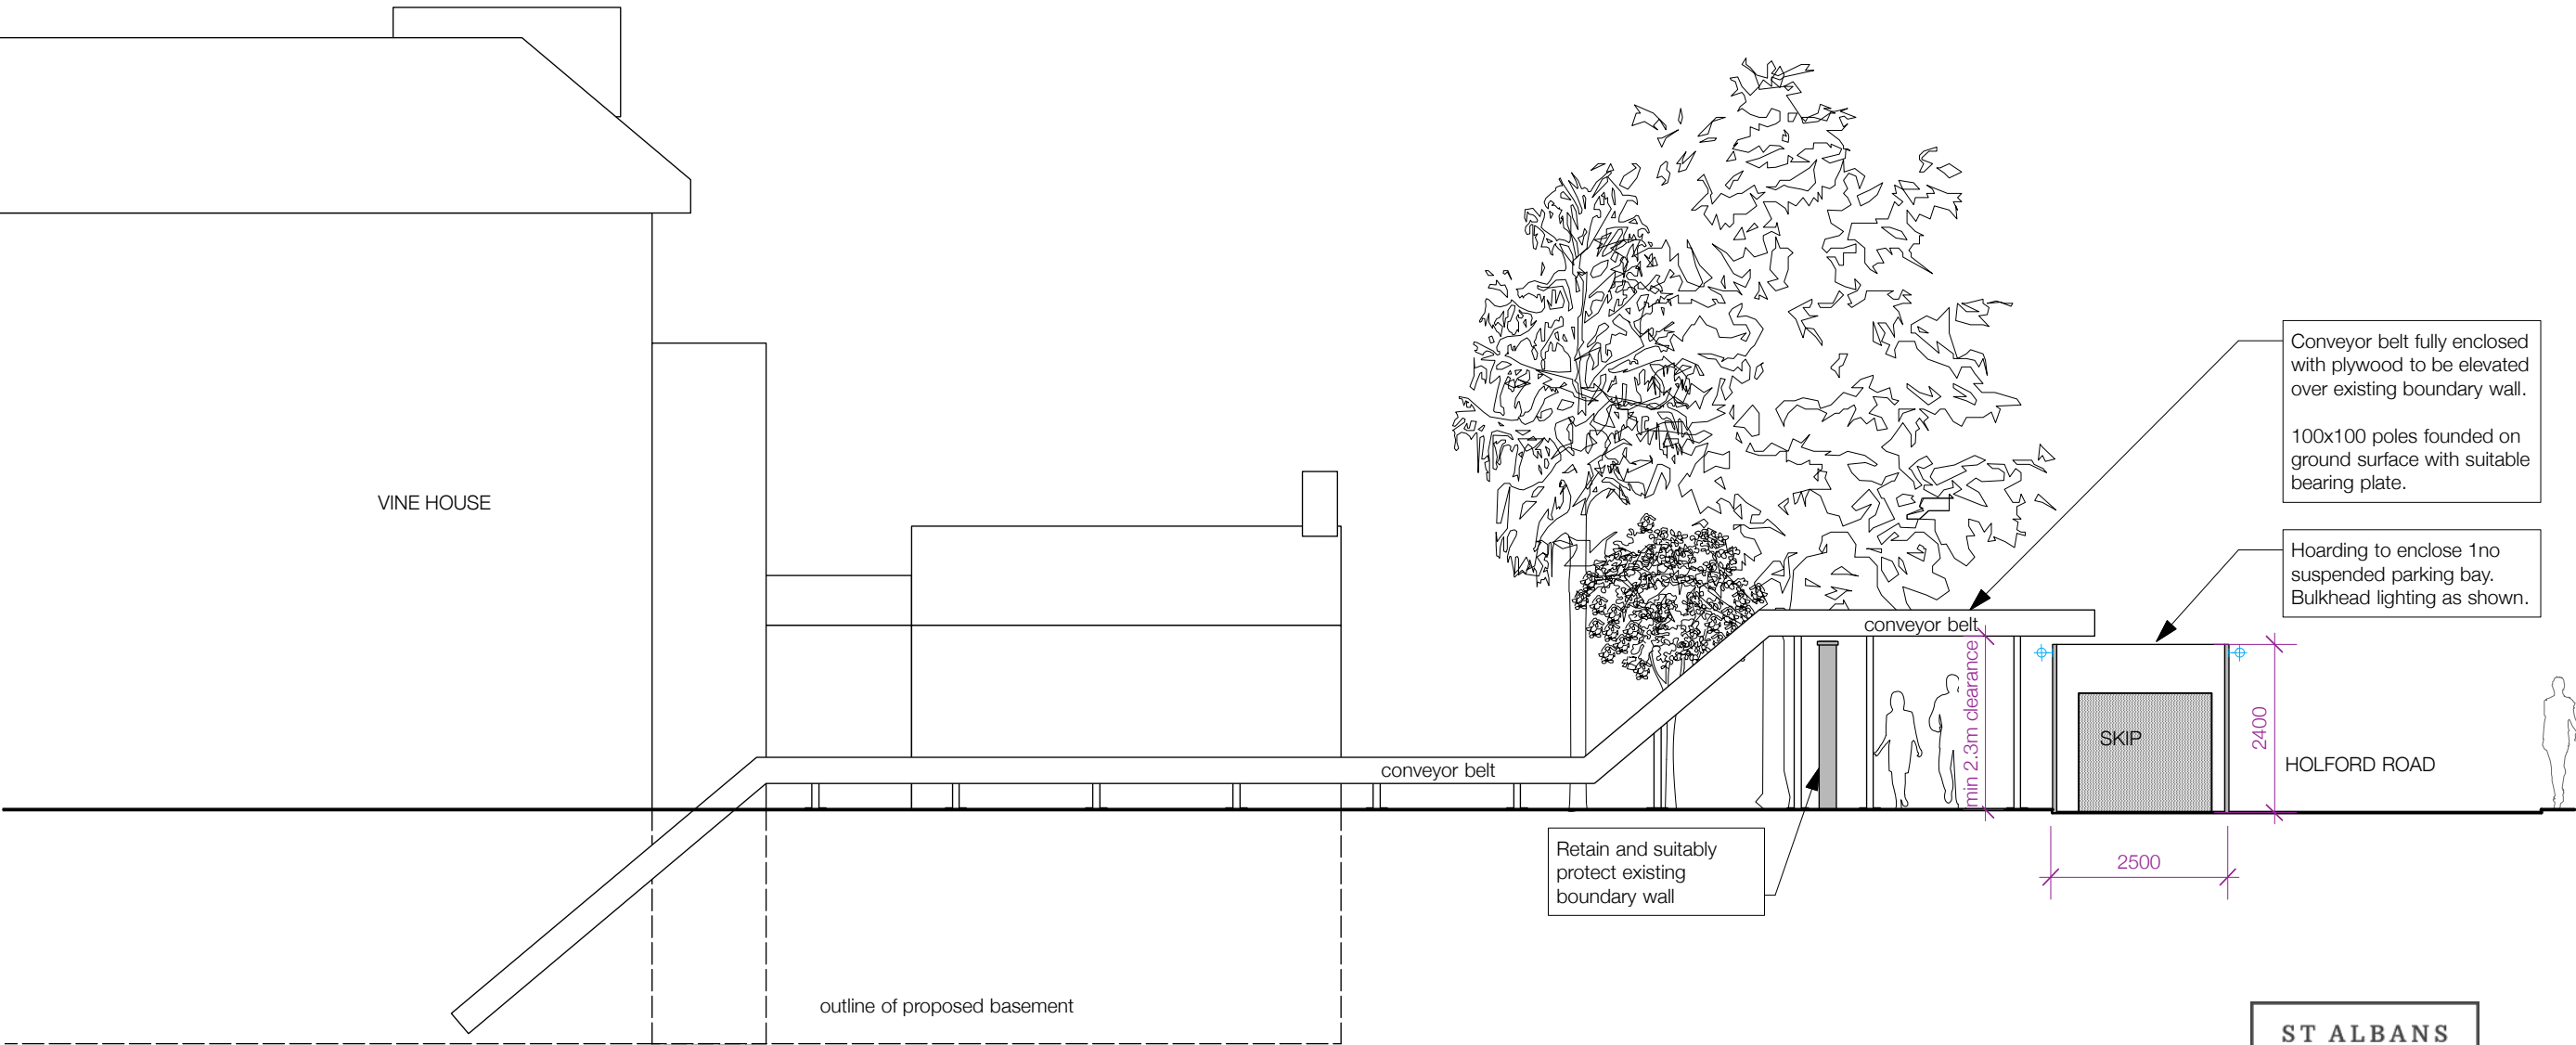 Conveyor belt fully enclosed
with plywood to be elevated
over existing boundary wall.
100x100 poles founded on
ground surface with suitable
bearing plate.
VINE HOUSE
Hoarding to enclose 1no
suspended parking bay.
Bulkhead lighting as shown.
conveyor belt
min 2.3m clearance
SKIP
2400
HOLFORD ROAD
conveyor belt
Retain and suitably
protect existing
boundary wall
2500
outline of proposed basement
ST ALBANS